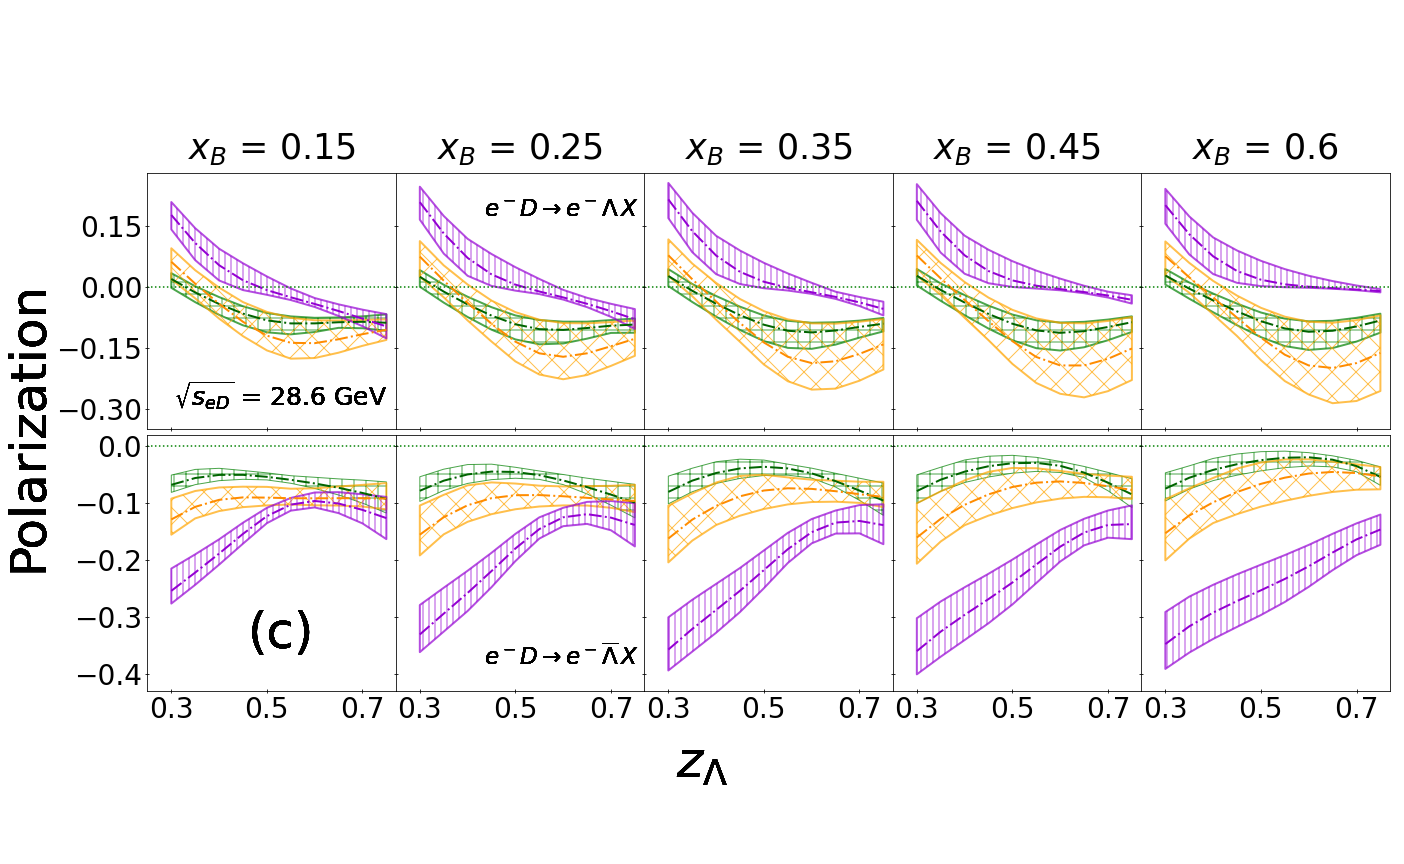 x_B = 0.15 x_B = 0.25 x_B = 0.35 x_B = 0.45 x_B = 0.6
e⁻D→e⁻ΛX
0.15
0.00
−0.15
−0.30
√s_{eD} = 28.6 GeV
Polarization
0.0
−0.1
−0.2
−0.3
−0.4
(c)
e⁻D→e⁻Λ̅X
0.3 0.5 0.7 0.3 0.5 0.7 0.3 0.5 0.7 0.3 0.5 0.7 0.3 0.5 0.7
z_Λ